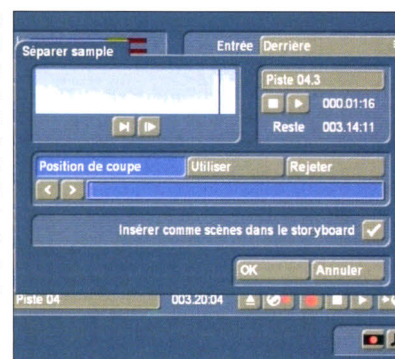 Séparer sample
Entrée Derrière
Piste 04.3
000.01:16
Reste 003.14:11
Position de coupe Utiliser Rejeter
Insérer comme scènes dans le storyboard
OK Annuler
Piste 04 003.20:04